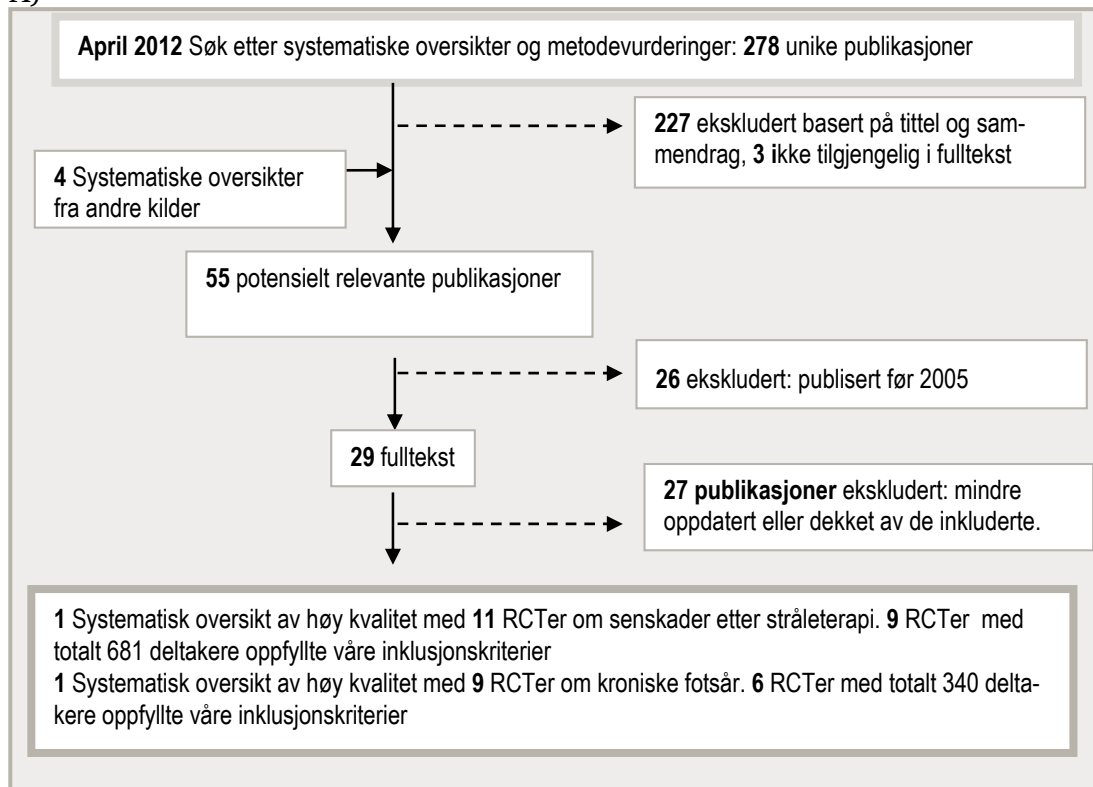 April 2012 Søk etter systematiske oversikter og metodevurderinger: 278 unike publikasjoner
227 ekskludert basert på tittel og sam-
mendrag, 3 ikke tilgjengelig i fulltekst
4 Systematiske oversikter
fra andre kilder
55 potensielt relevante publikasjoner
26 ekskludert: publisert før 2005
29 fulltekst
27 publikasjoner ekskludert: mindre
oppdatert eller dekket av de inkluderte.
1 Systematisk oversikt av høy kvalitet med 11 RCTer om senskader etter stråleterapi. 9 RCTer med
totalt 681 deltakere oppfyllte våre inklusjonskriterier
1 Systematisk oversikt av høy kvalitet med 9 RCTer om kroniske fotsår. 6 RCTer med totalt 340 delta-
kere oppfyllte våre inklusjonskriterier